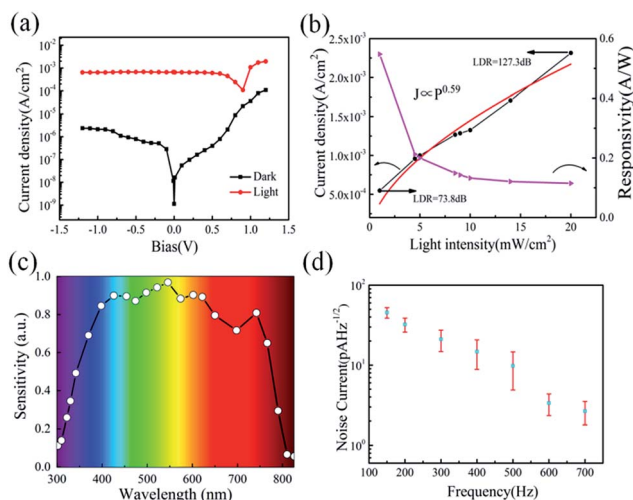 (a)
Current density(A/cm²)
10⁻²
10⁻³
10⁻⁴
10⁻⁵
10⁻⁶
10⁻⁷
10⁻⁸
10⁻⁹
Dark
Light
-1.5 -1.0 -0.5 0.0 0.5 1.0 1.5
Bias(V)
(b)
Current density(A/cm²)
2.5x10⁻³
2.0x10⁻³
1.5x10⁻³
1.0x10⁻³
5.0x10⁻⁴
LDR=127.3dB
J∝P^0.59
LDR=73.8dB
0 5 10 15 20
Light intensity(mW/cm²)
0.6
0.4
0.2
0.0
Responsivity(A/W)
(c)
Sensitivity (a.u.)
1.0
0.8
0.6
0.4
0.2
0.0
300 400 500 600 700 800
Wavelength (nm)
(d)
Noise Current(pAHz⁻¹ᐟ²)
10²
10¹
10⁰
100 200 300 400 500 600 700
Frequency(Hz)